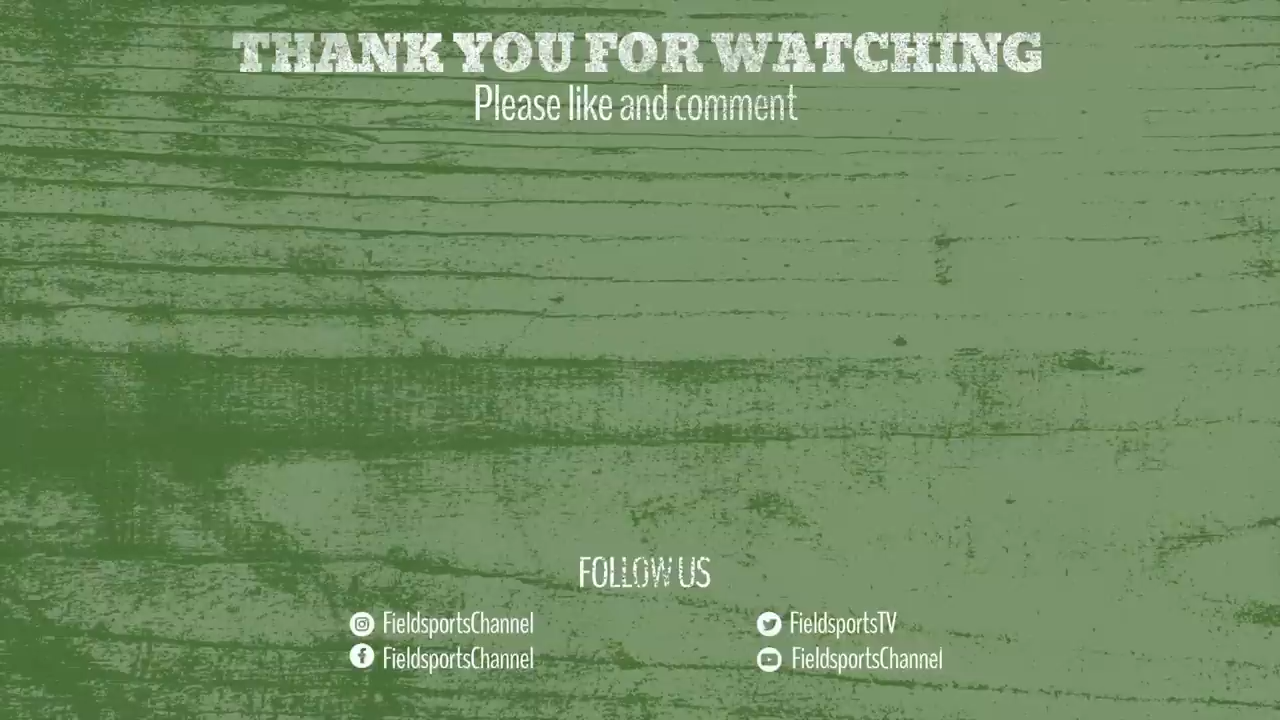 THANK YOU FOR WATCHING
Please like and comment
FOLLOW US
FieldsportsChannel
FieldsportsTV
FieldsportsChannel
FieldsportsChannel